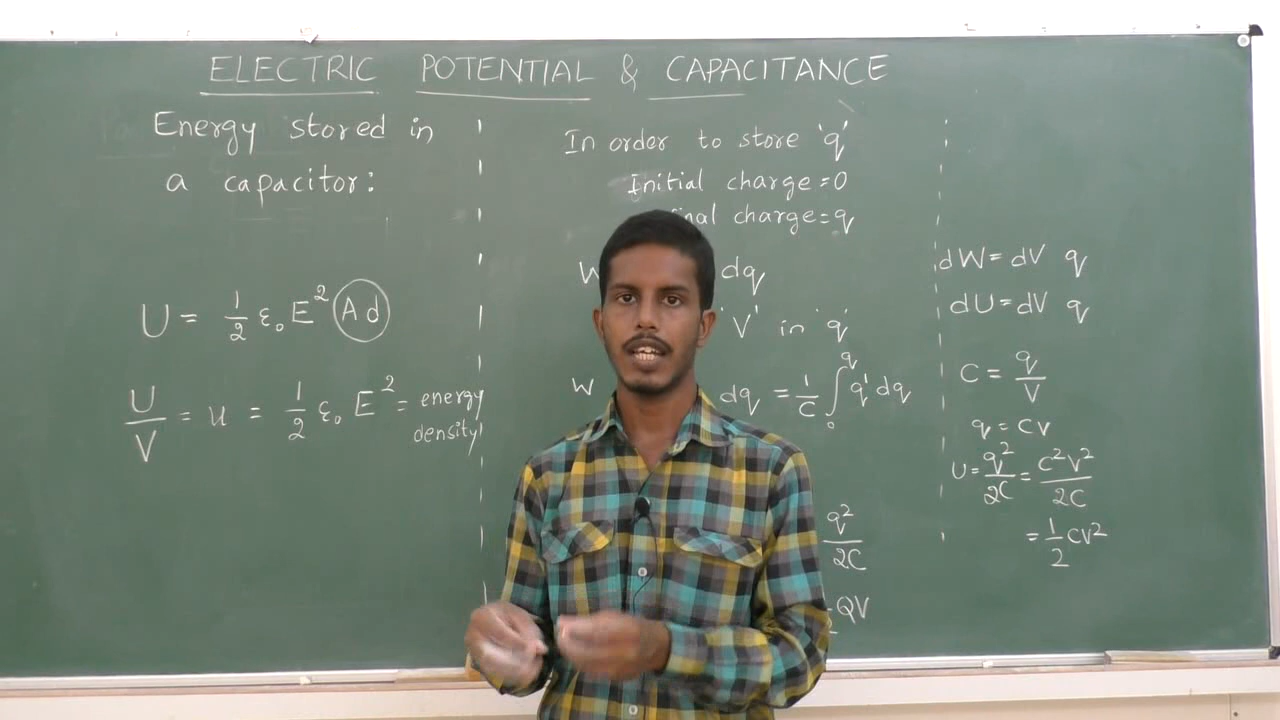 ELECTRIC POTENTIAL & CAPACITANCE
Energy stored in
a capacitor:
U = 1/2 ε₀ E² Ad
U/V = u = 1/2 ε₀ E² = energy density
In order to store 'q'
Initial charge = 0
charge = q
W dq
'V' in 'q'
W dq = 1/C ∫₀^q q' dq
q²/2C
QV
dW = dV q
dU = dV q
C = q/V
q = CV
U = q²/2C = C²V²/2C
= 1/2 CV²